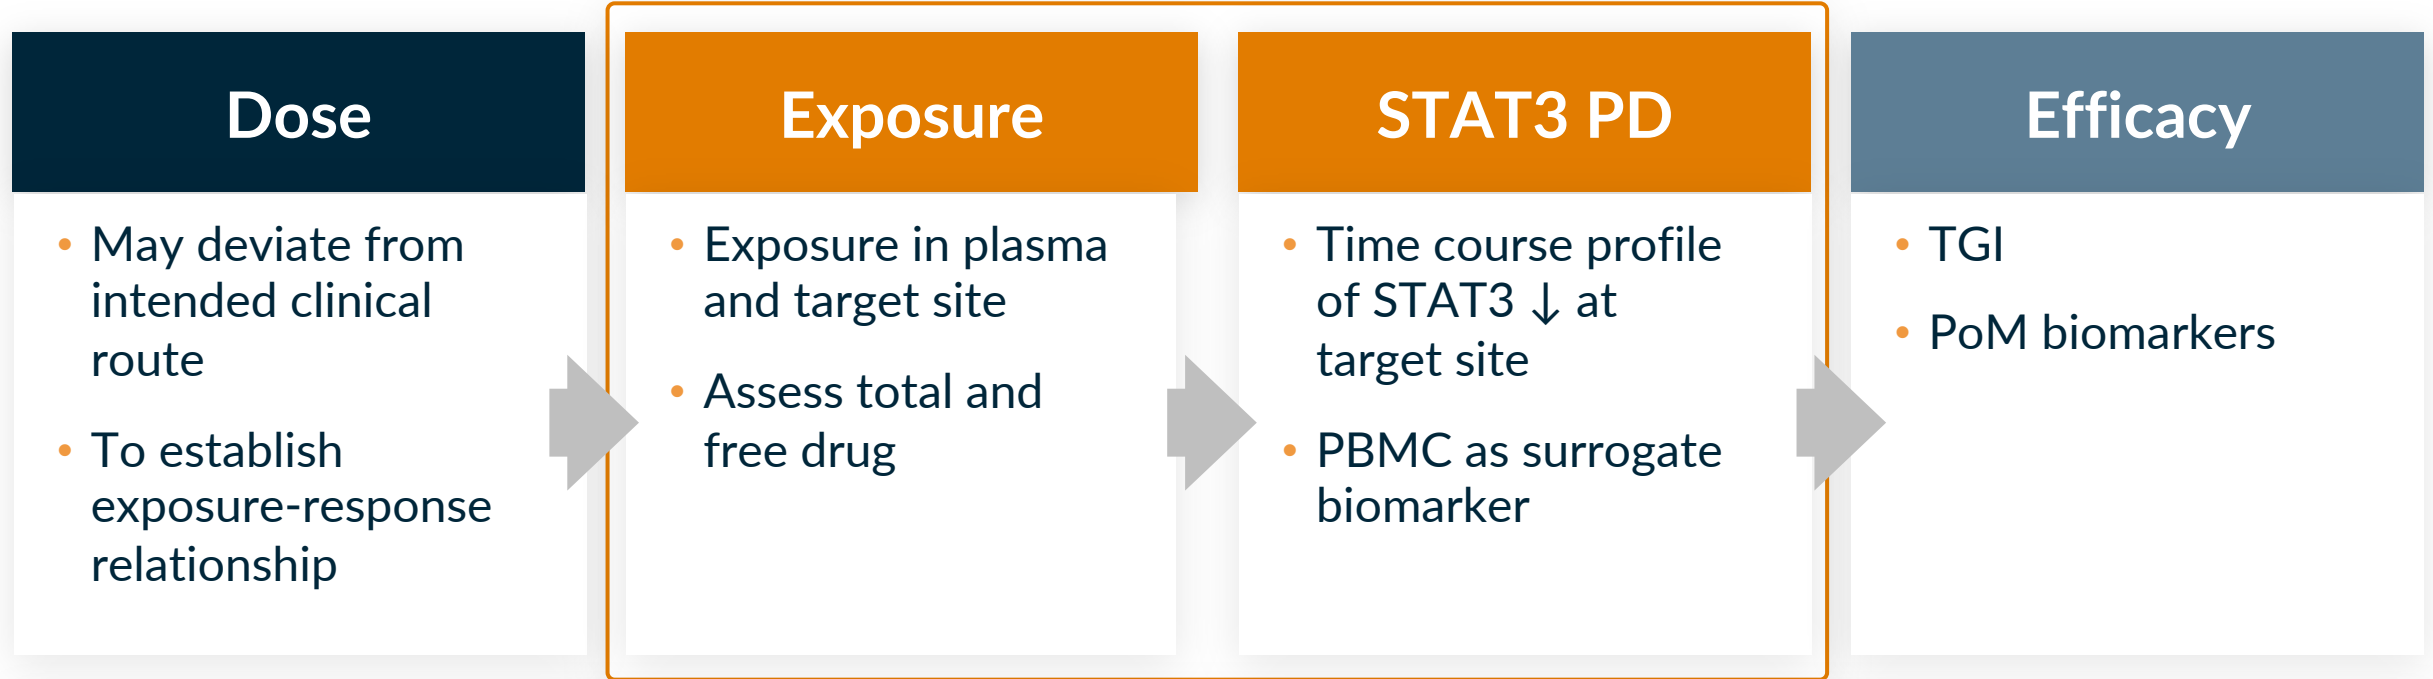 Dose
• May deviate from
intended clinical
route
• To establish
exposure-response
relationship
Exposure
• Exposure in plasma
and target site
• Assess total and
free drug
STAT3 PD
• Time course profile
of STAT3 ↓ at
target site
• PBMC as surrogate
biomarker
Efficacy
• TGI
• PoM biomarkers